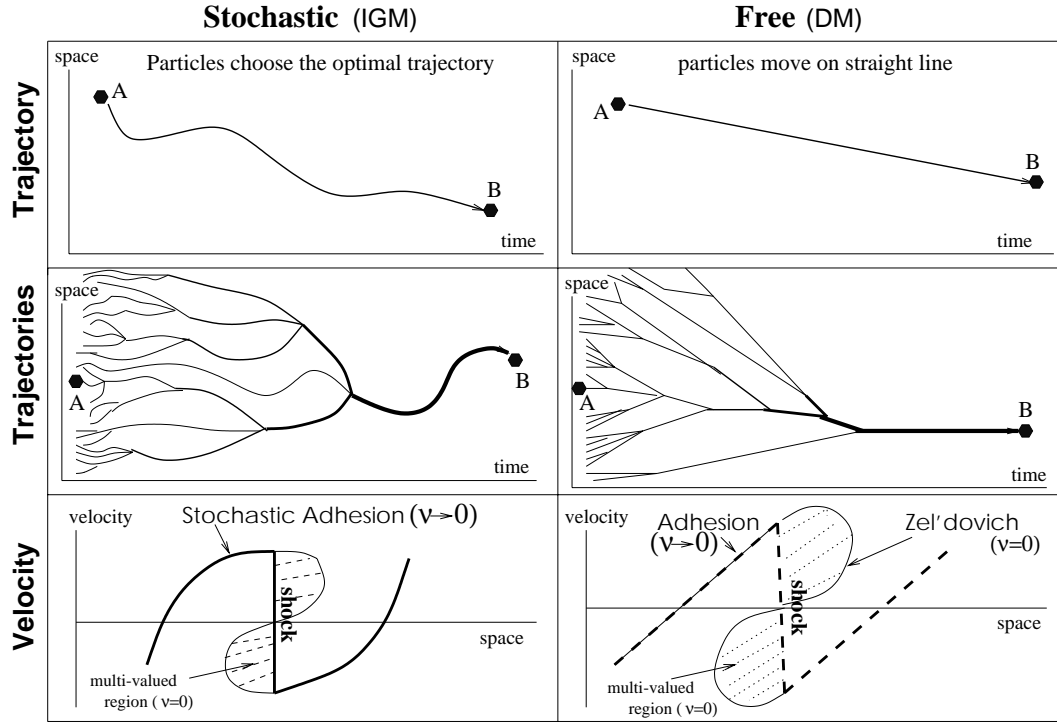 Stochastic (IGM)
Free (DM)
Trajectory
space
Particles choose the optimal trajectory
A
B
time
space
particles move on straight line
A
B
time
Trajectories
space
A
B
time
space
A
B
time
Velocity
velocity
Stochastic Adhesion (ν→0)
shock
space
multi-valued
region ( ν=0)
velocity
Adhesion
(ν→0)
Zel'dovich
(ν=0)
shock
space
multi-valued
region ( ν=0)